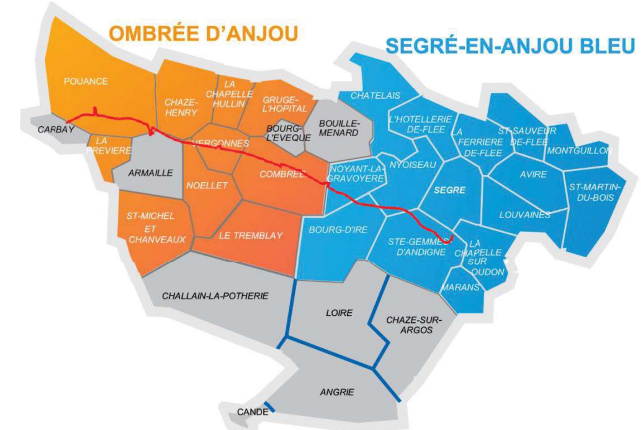 OMBRÉE D'ANJOU
SEGRÉ-EN-ANJOU BLEU
POUANCE
CHAZE-
HENRY
LA
CHAPELLE
HULLIN
GRUGE-
L'HOPITAL
CHATELAIS
CARBAY
BOURG-
L'EVEQUE
BOUILLE-
MENARD
L'HOTELLERIE
DE-FLEE
LA
FERRIERE
DE-FLEE
ST-SAUVEUR
DE-FLEE
MONTGUILLON
LA
PREVIERE
VERGONNES
ARMAILLE
COMBREE
NOYANT-LA-
GRAVOYERE
NYOISEAU
AVIRE
NOELLET
SEGRE
ST-MARTIN-
DU-BOIS
LOUVAINES
ST-MICHEL
ET
CHANVEAUX
LE TREMBLAY
BOURG-D'IRE
STE-GEMMES
D'ANDIGNE
LA
CHAPELLE
SUR
OUDON
MARANS
CHALLAIN-LA-POTHERIE
LOIRE
CHAZE-SUR-
ARGOS
ANGRIE
CANDE